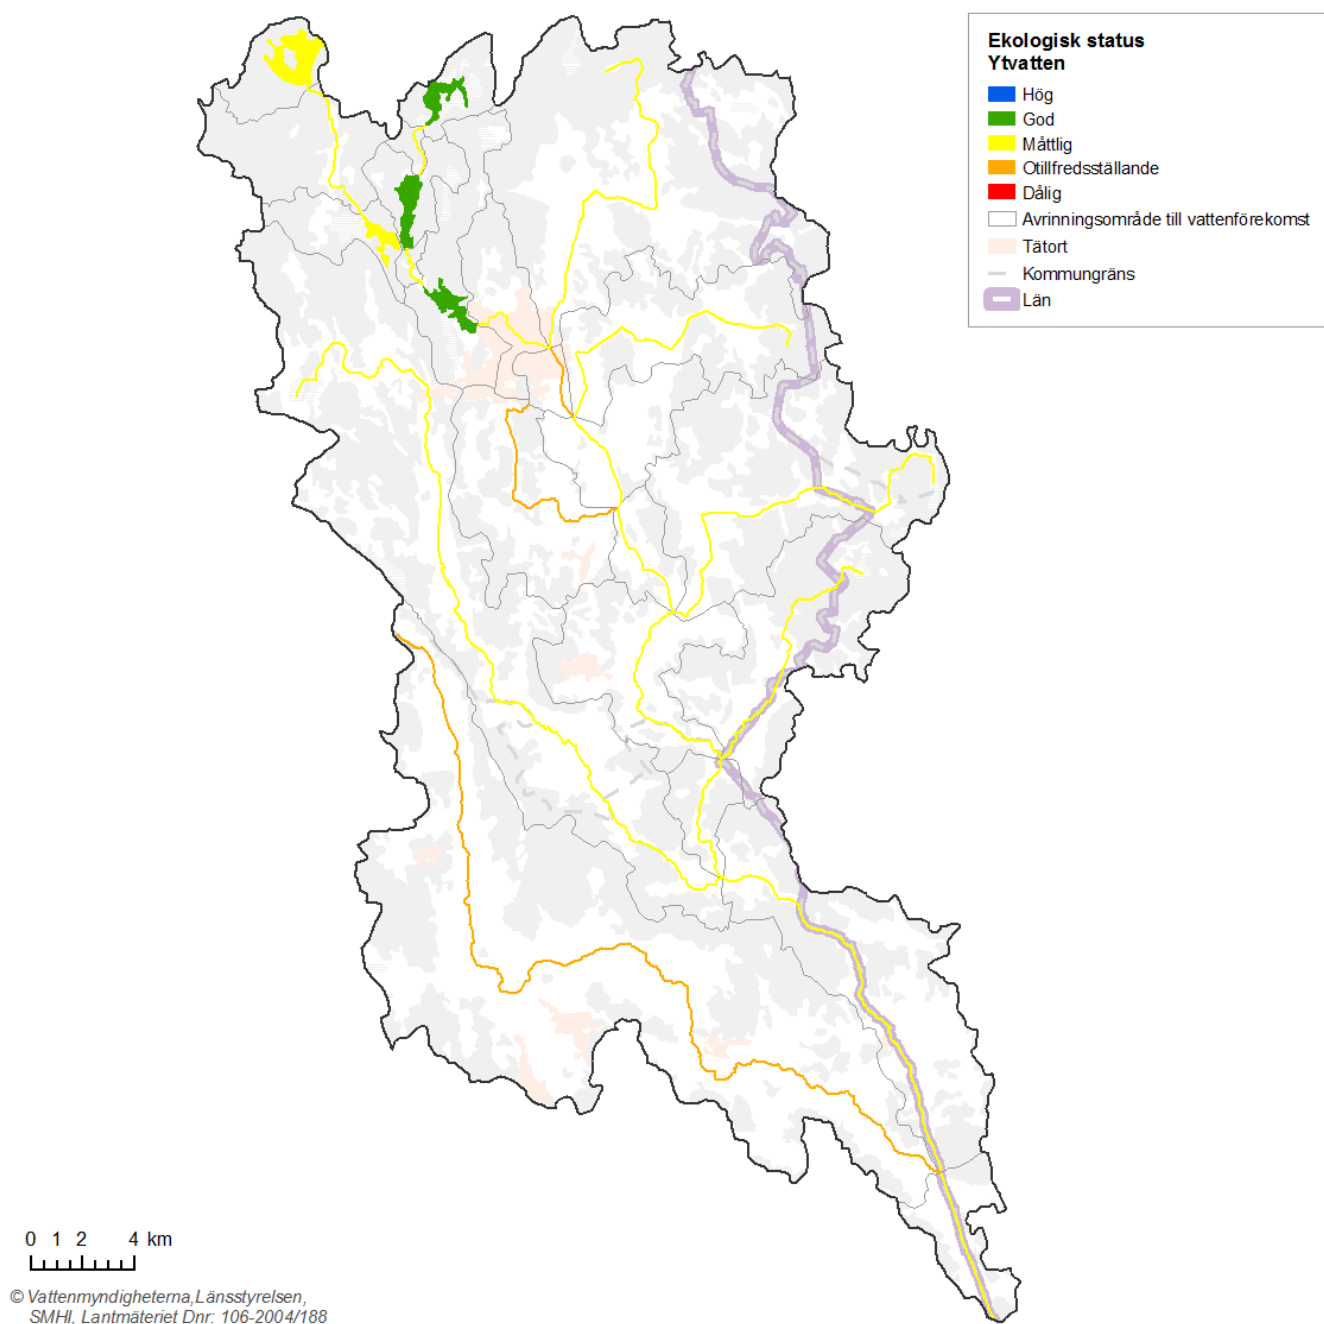 Ekologisk status
Ytvatten
Hög
God
Måttlig
Otillfredsställande
Dålig
Avrinningsområde till vattenförekomst
Tätort
Kommungräns
Län
0 1 2 4 km
© Vattenmyndigheterna,Länsstyrelsen,
SMHI, Lantmäteriet Dnr: 106-2004/188